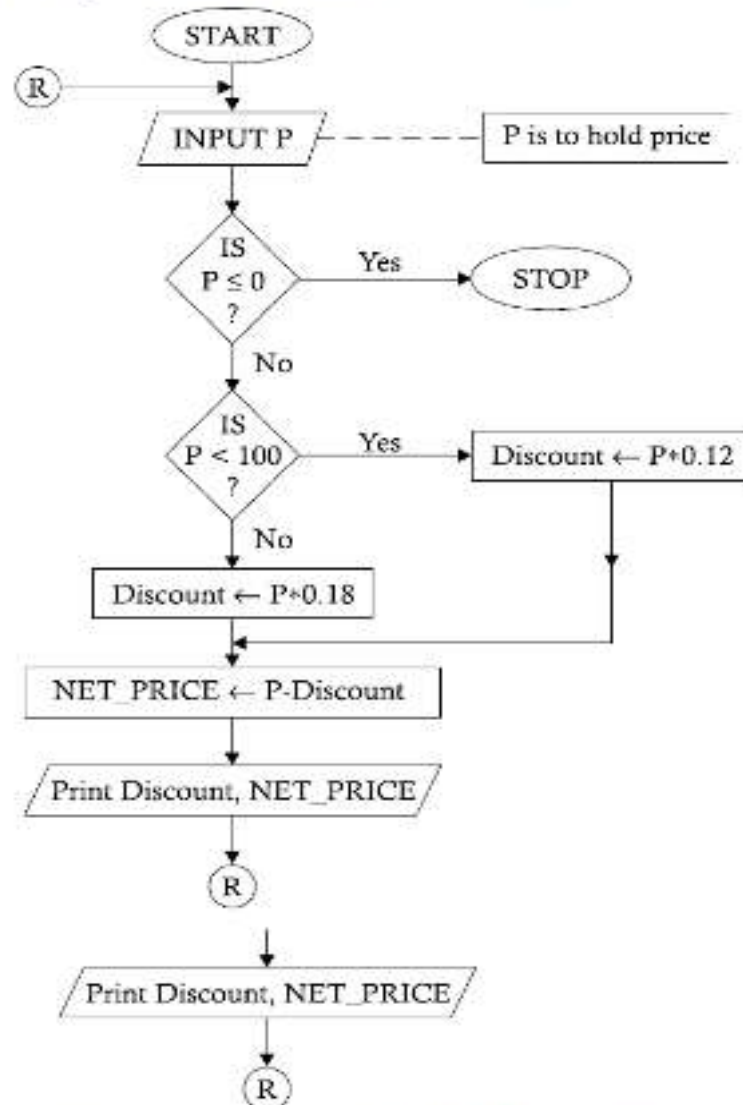 START
R
INPUT P
P is to hold price
IS
P ≤ 0
?
Yes
STOP
No
IS
P < 100
?
Yes
Discount ← P*0.12
No
Discount ← P*0.18
NET_PRICE ← P-Discount
Print Discount, NET_PRICE
R
Print Discount, NET_PRICE
R